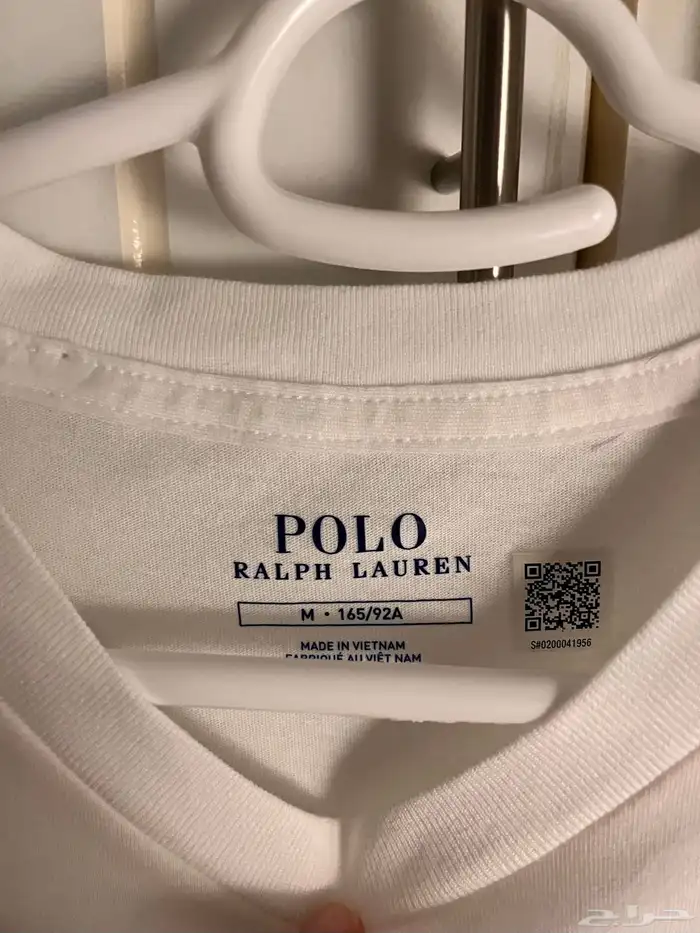 POLO
RALPH LAUREN
M · 165/92A
S#0200041956
MADE IN VIETNAM
FABRIQUÉ AU VIÊT NAM
حراج